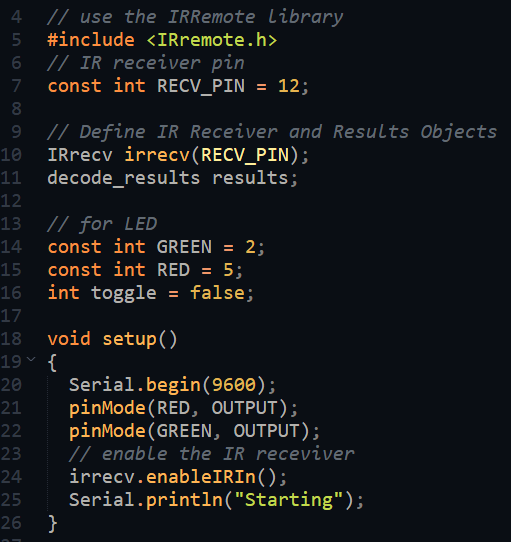 4 // use the IRRemote library
5 #include <IRremote.h>
6 // IR receiver pin
7 const int RECV_PIN = 12;
8
9 // Define IR Receiver and Results Objects
10 IRrecv irrecv(RECV_PIN);
11 decode_results results;
12
13 // for LED
14 const int GREEN = 2;
15 const int RED = 5;
16 int toggle = false;
17
18 void setup()
19 {
20   Serial.begin(9600);
21   pinMode(RED, OUTPUT);
22   pinMode(GREEN, OUTPUT);
23   // enable the IR receviver
24   irrecv.enableIRIn();
25   Serial.println("Starting");
26 }